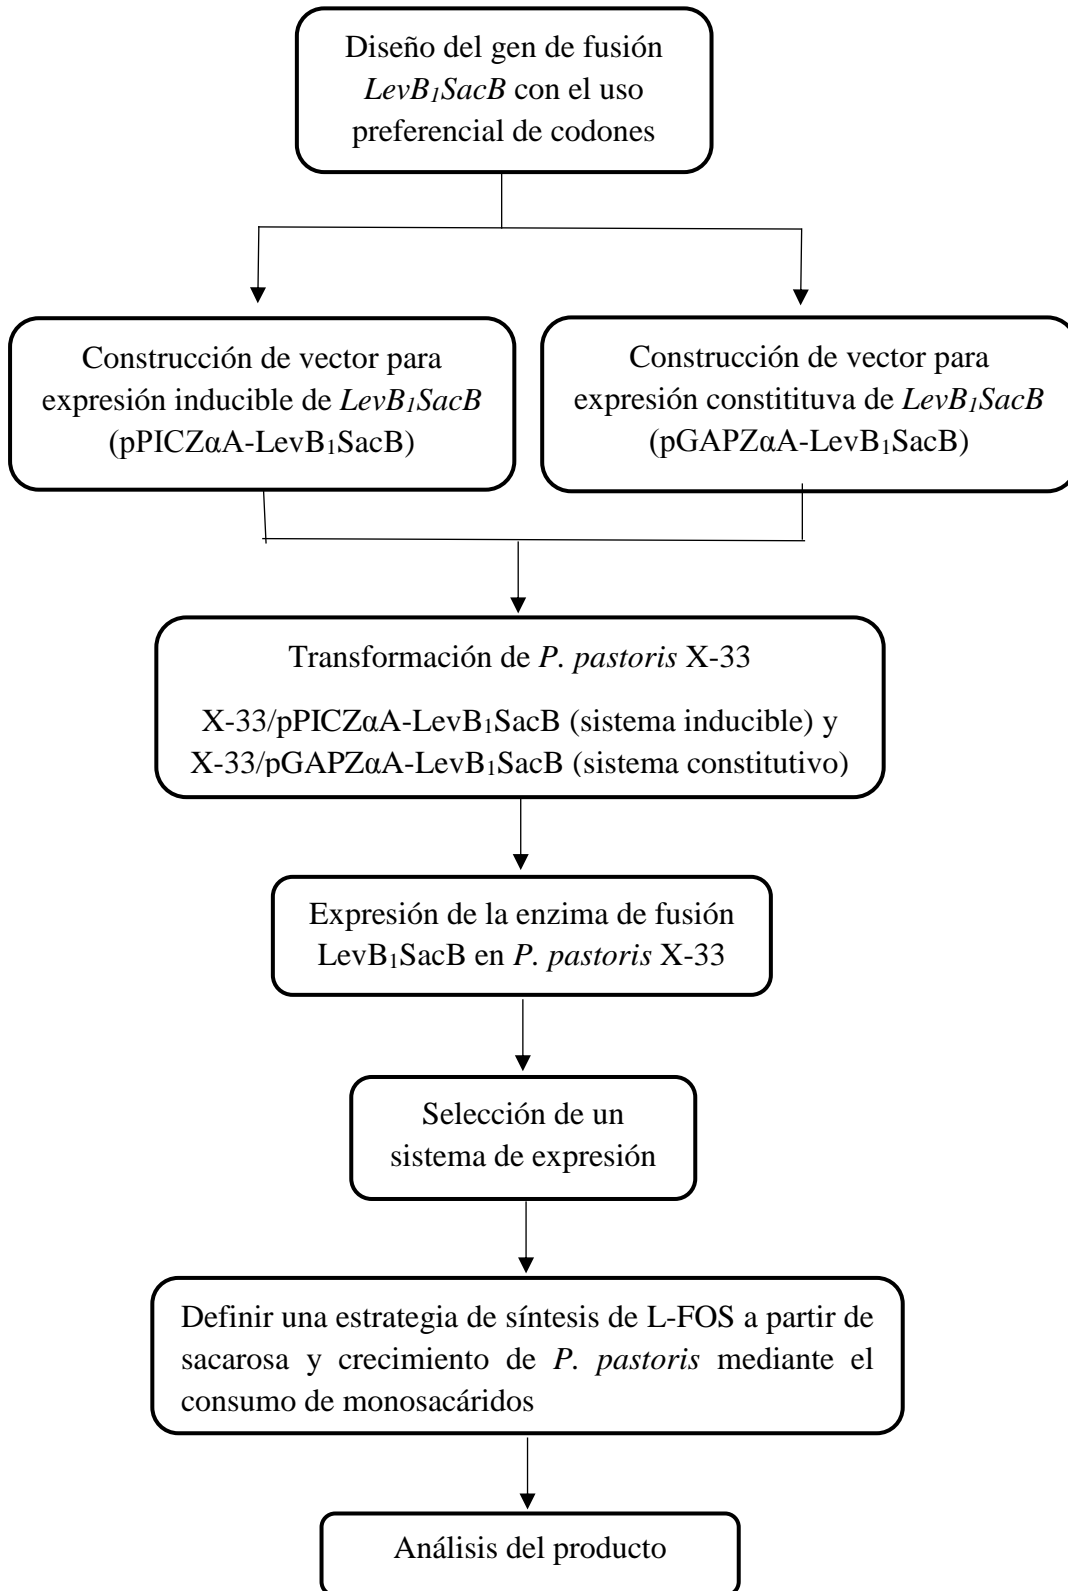 Diseño del gen de fusión
LevB₁SacB con el uso
preferencial de codones
Construcción de vector para
expresión inducible de LevB₁SacB
(pPICZαA-LevB₁SacB)
Construcción de vector para
expresión constitituva de LevB₁SacB
(pGAPZαA-LevB₁SacB)
Transformación de P. pastoris X-33
X-33/pPICZαA-LevB₁SacB (sistema inducible) y
X-33/pGAPZαA-LevB₁SacB (sistema constitutivo)
Expresión de la enzima de fusión
LevB₁SacB en P. pastoris X-33
Selección de un
sistema de expresión
Definir una estrategia de síntesis de L-FOS a partir de
sacarosa y crecimiento de P. pastoris mediante el
consumo de monosacáridos
Análisis del producto